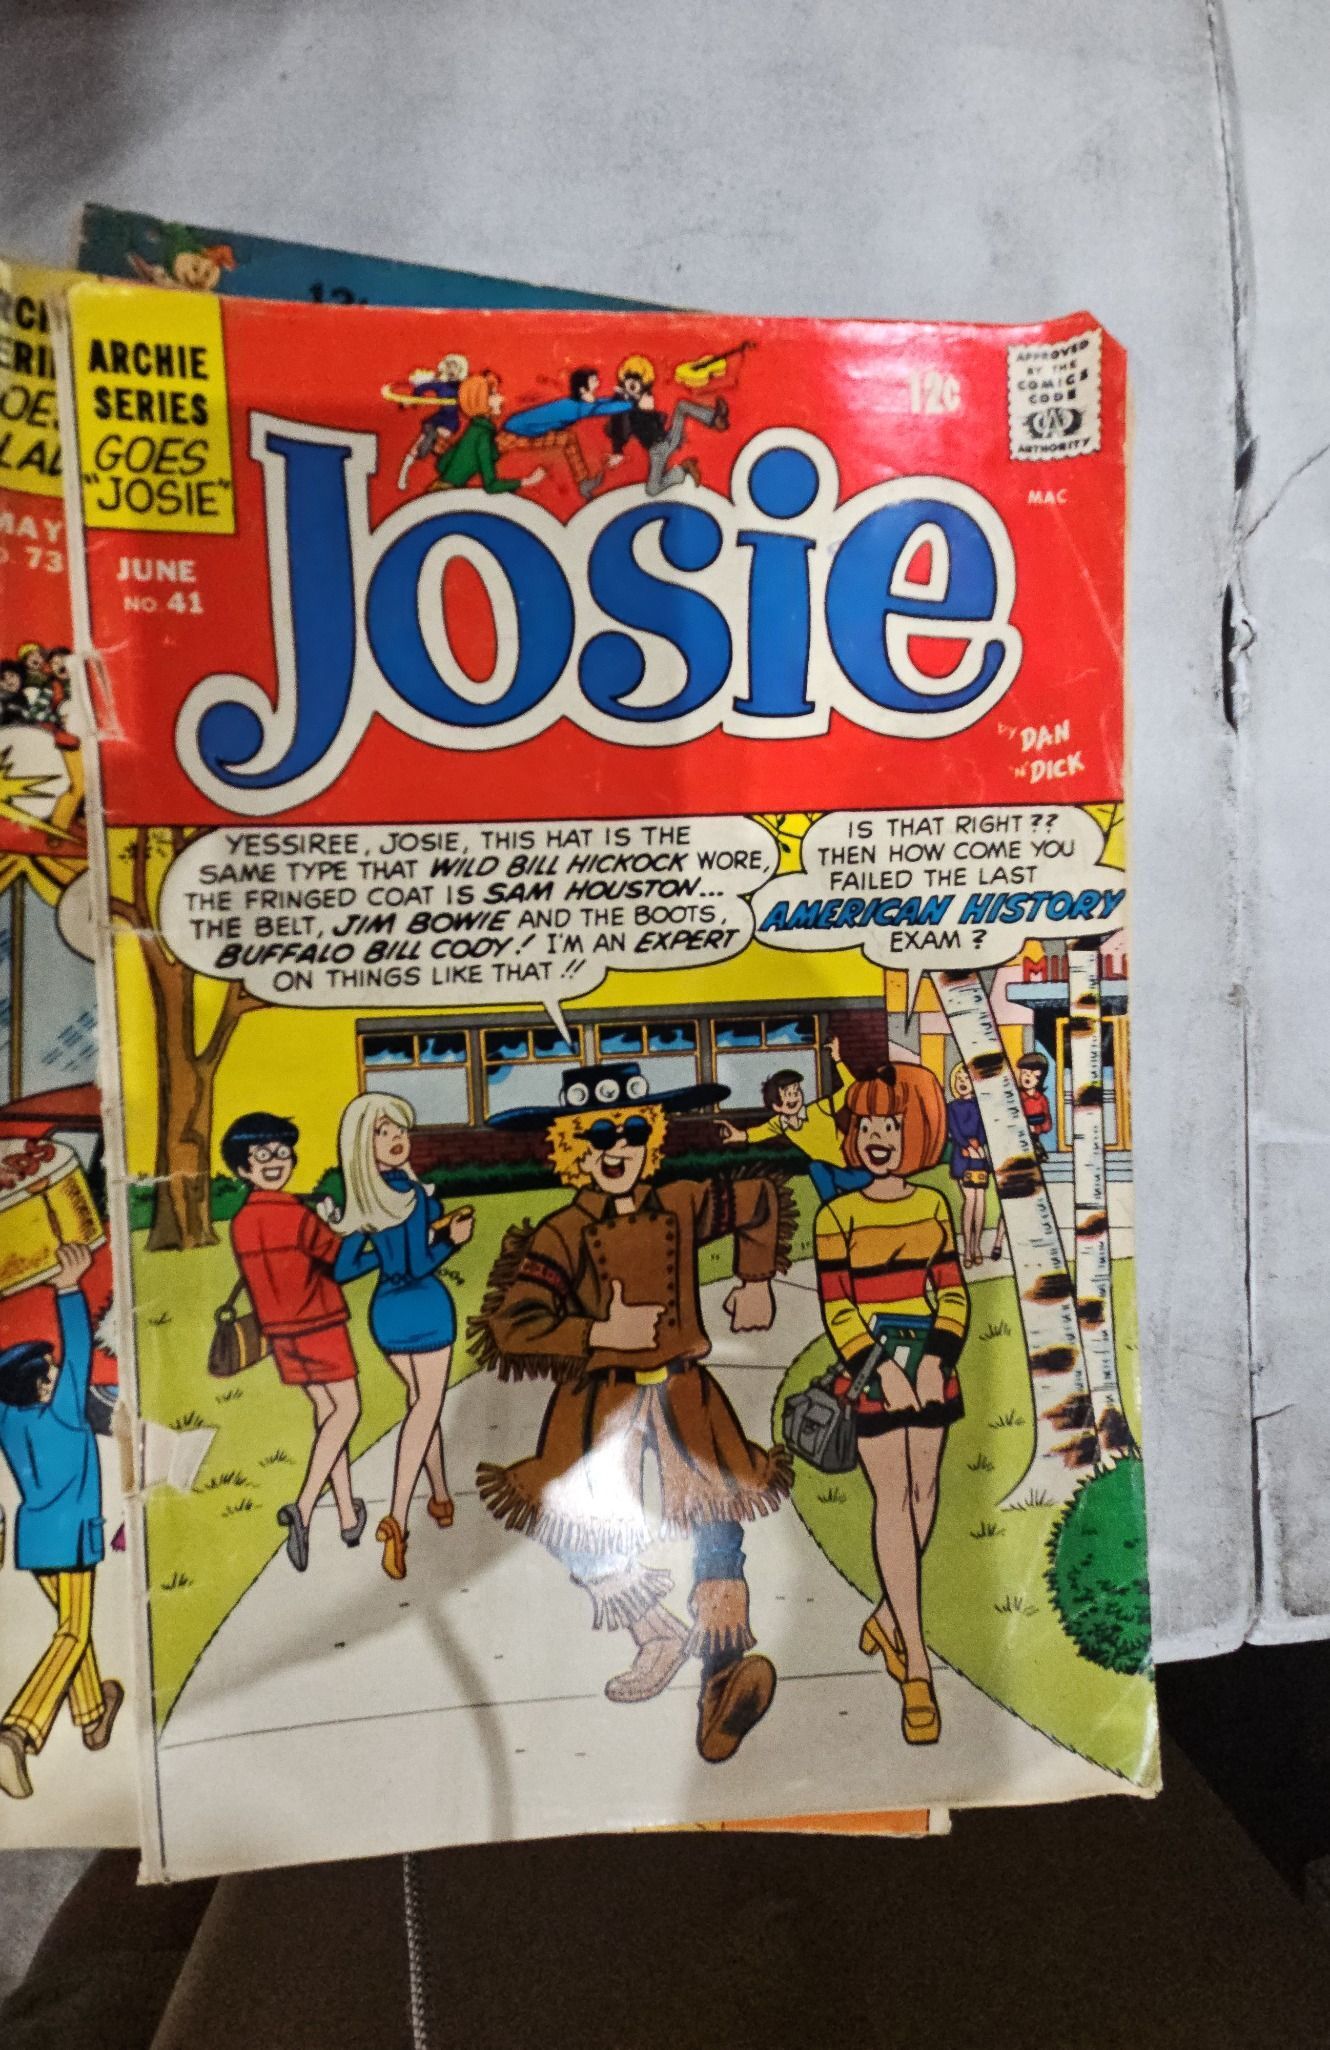 ARCHIE
SERIES
GOES
"JOSIE"
JUNE
NO. 41
12¢
APPROVED
BY THE
COMICS
CODE
AUTHORITY
MAC
Josie
by DAN
'N' DICK
YESSIREE, JOSIE, THIS HAT IS THE
SAME TYPE THAT WILD BILL HICKOCK WORE,
THE FRINGED COAT IS SAM HOUSTON...
THE BELT, JIM BOWIE AND THE BOOTS,
BUFFALO BILL CODY! I'M AN EXPERT
ON THINGS LIKE THAT!!
IS THAT RIGHT??
THEN HOW COME YOU
FAILED THE LAST
AMERICAN HISTORY
EXAM?
MAY
73